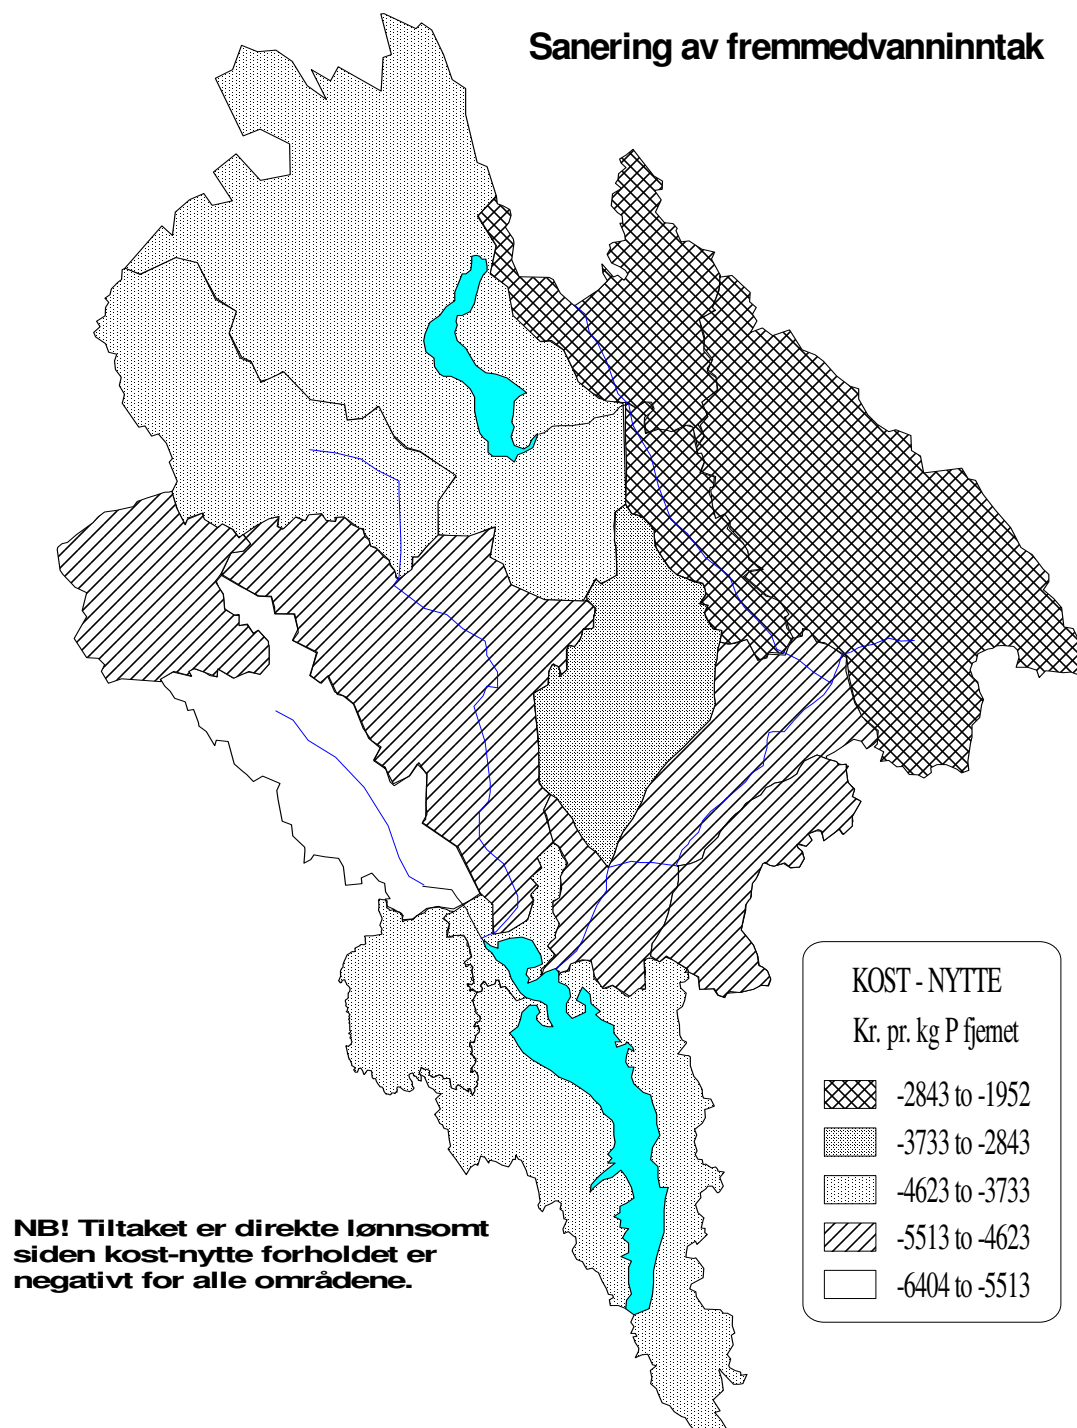 Sanering av fremmedvanninntak
KOST - NYTTE
Kr. pr. kg P fjernet
-2843 to -1952
-3733 to -2843
-4623 to -3733
-5513 to -4623
-6404 to -5513
NB! Tiltaket er direkte lønnsomt
siden kost-nytte forholdet er
negativt for alle områdene.